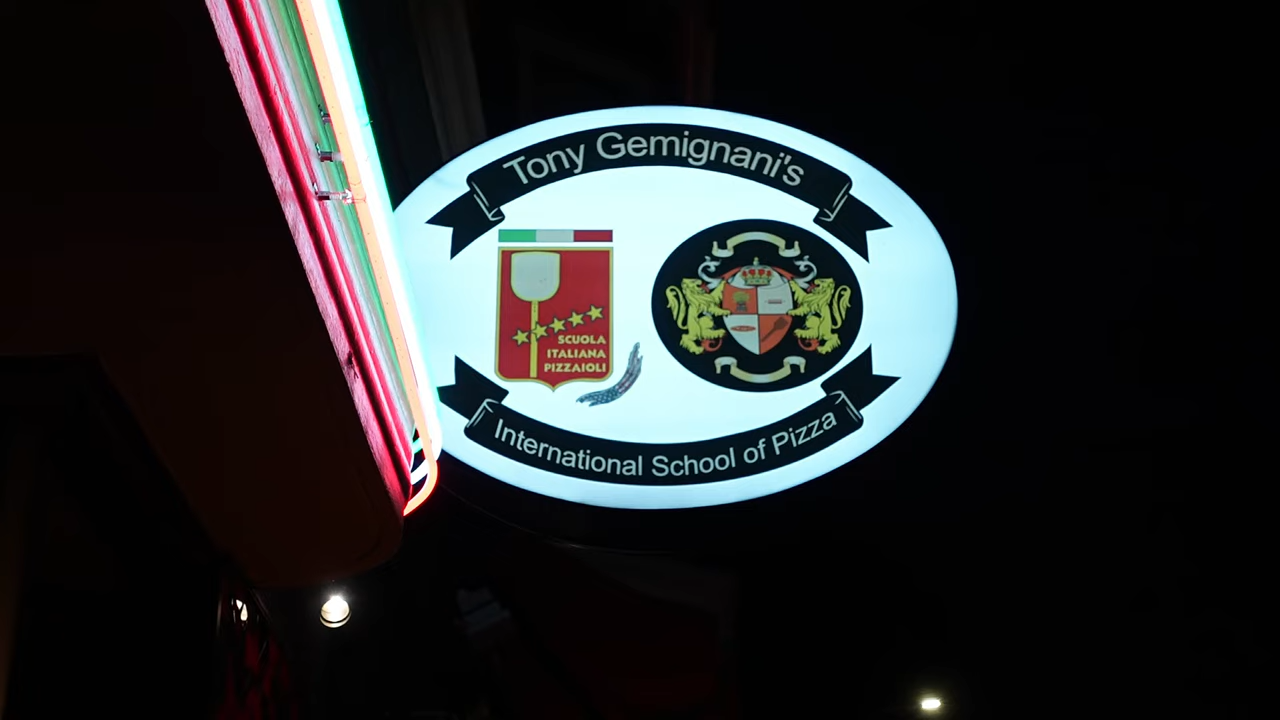 Tony Gemignani's
SCUOLA
ITALIANA
PIZZAIOLI
International School of Pizza